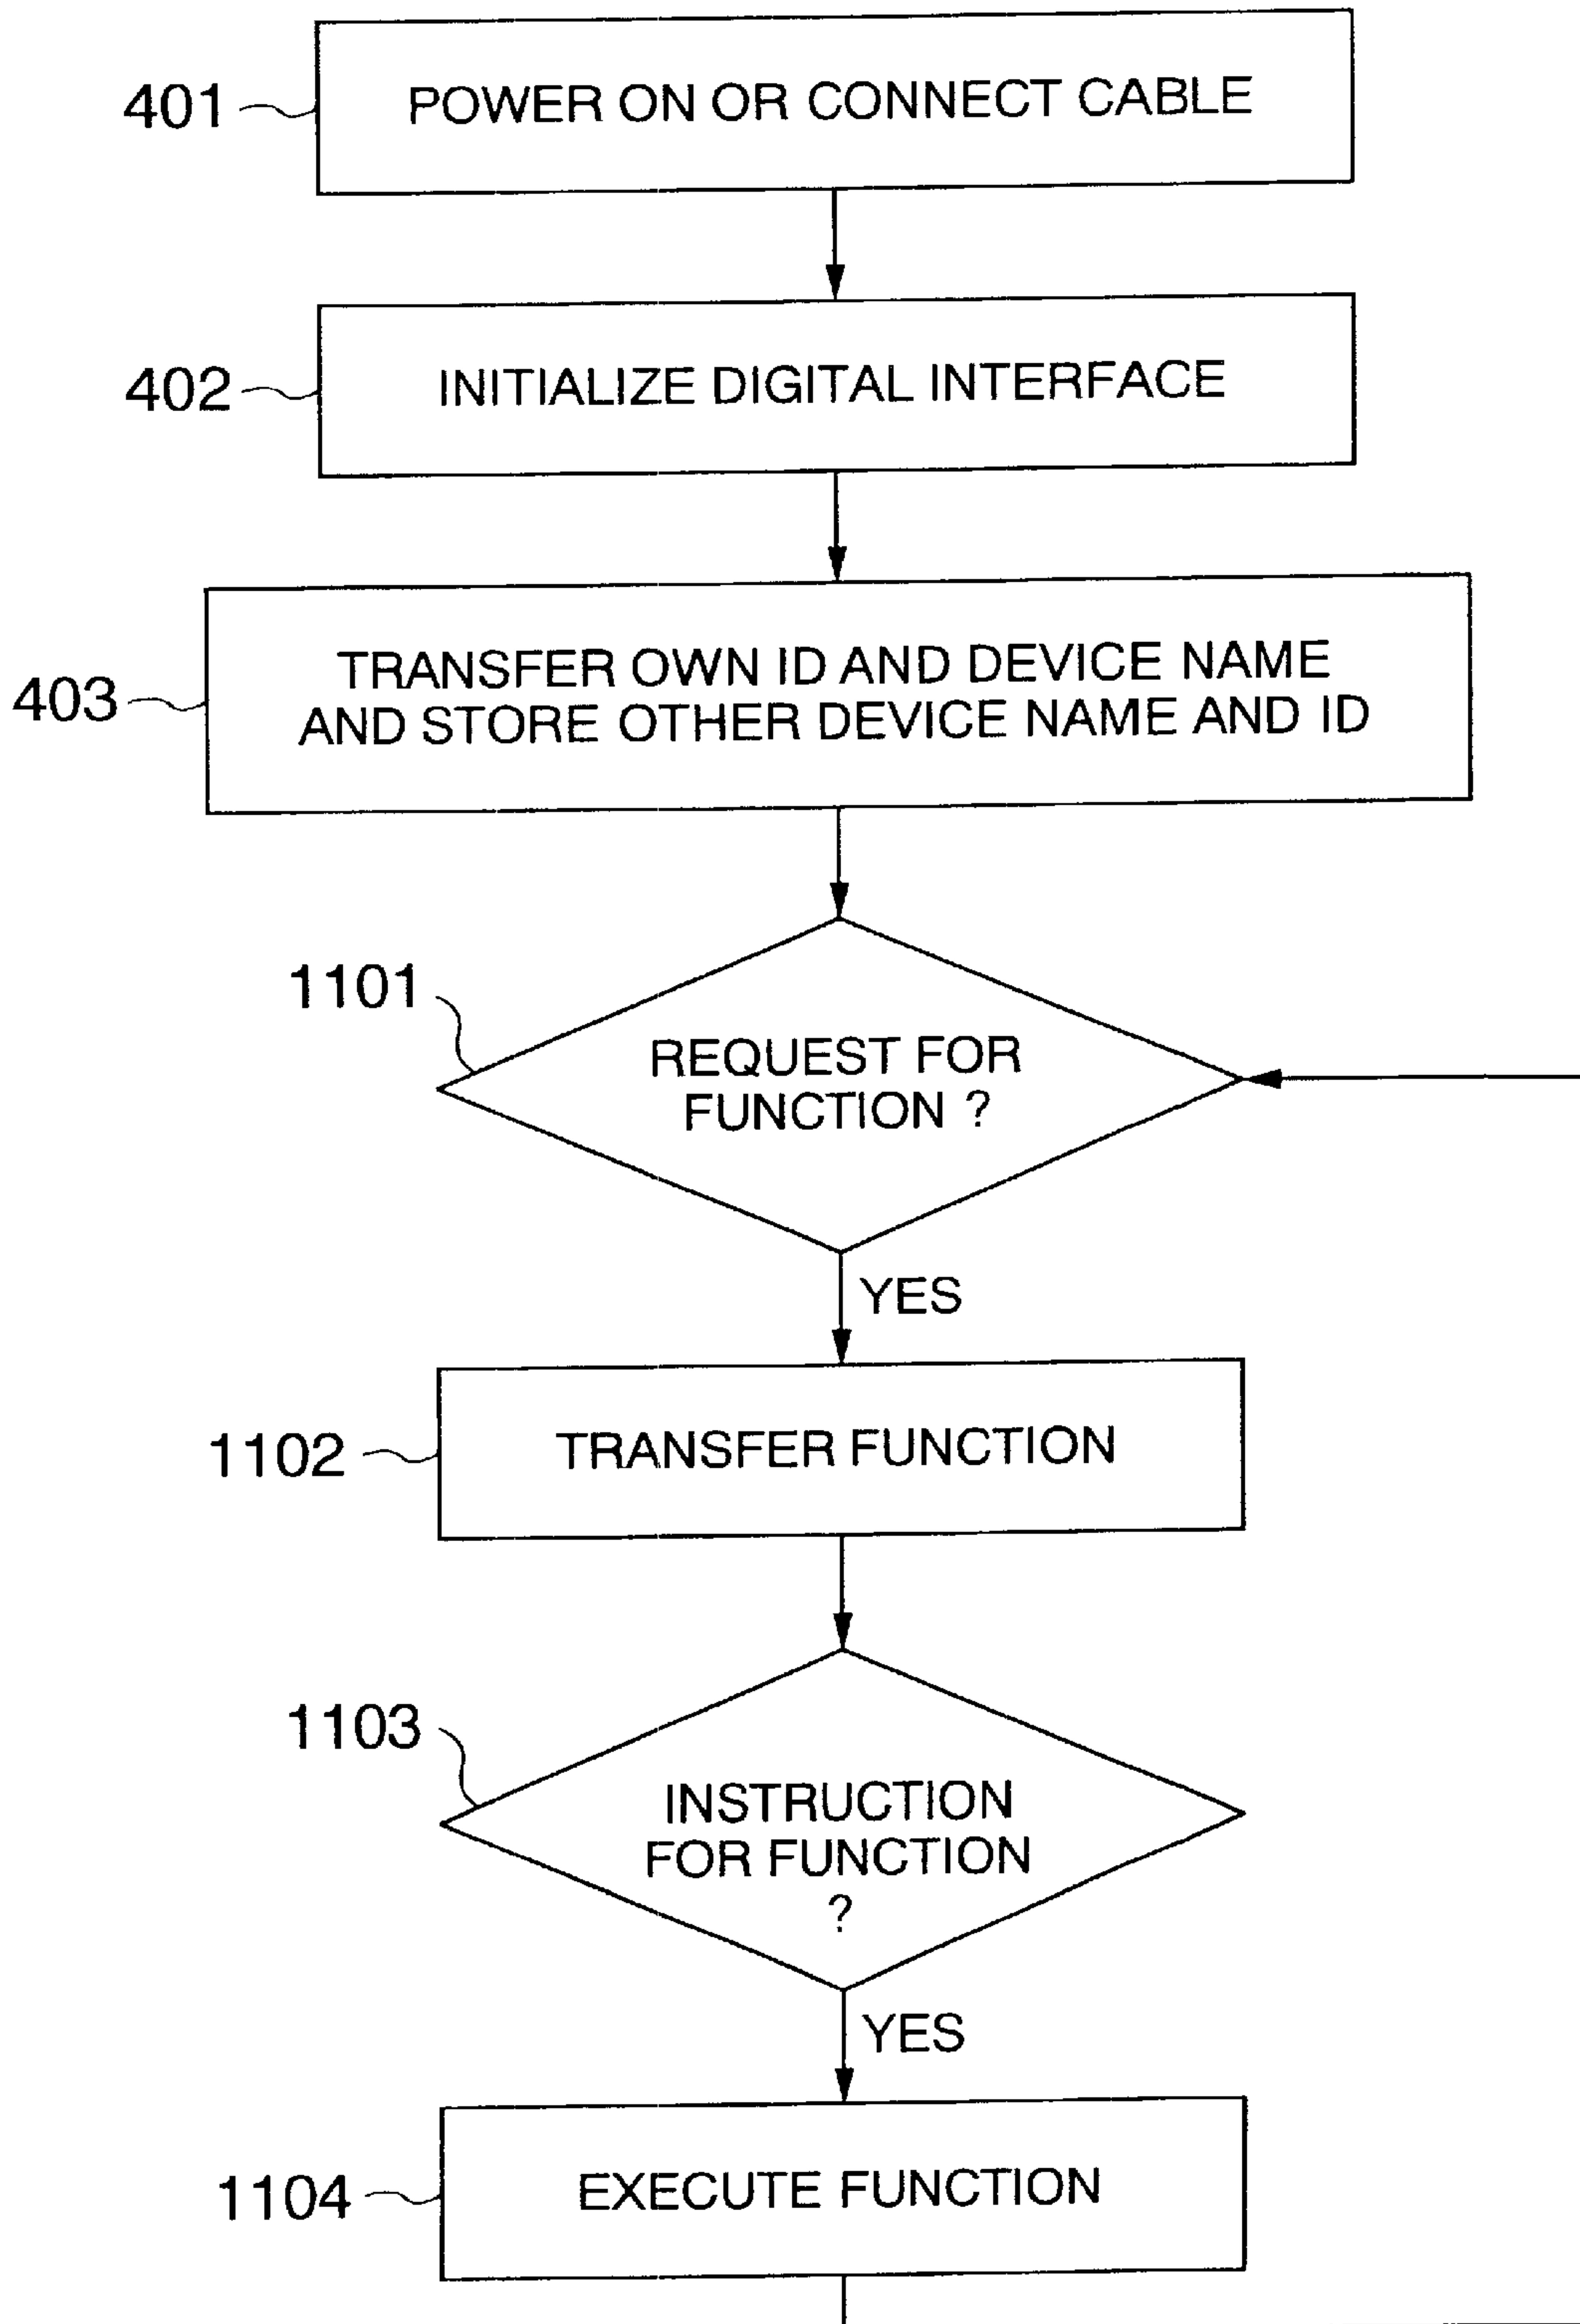 401
POWER ON OR CONNECT CABLE
402
INITIALIZE DIGITAL INTERFACE
403
TRANSFER OWN ID AND DEVICE NAME
AND STORE OTHER DEVICE NAME AND ID
1101
REQUEST FOR
FUNCTION ?
YES
1102
TRANSFER FUNCTION
1103
INSTRUCTION
FOR FUNCTION
?
YES
1104
EXECUTE FUNCTION